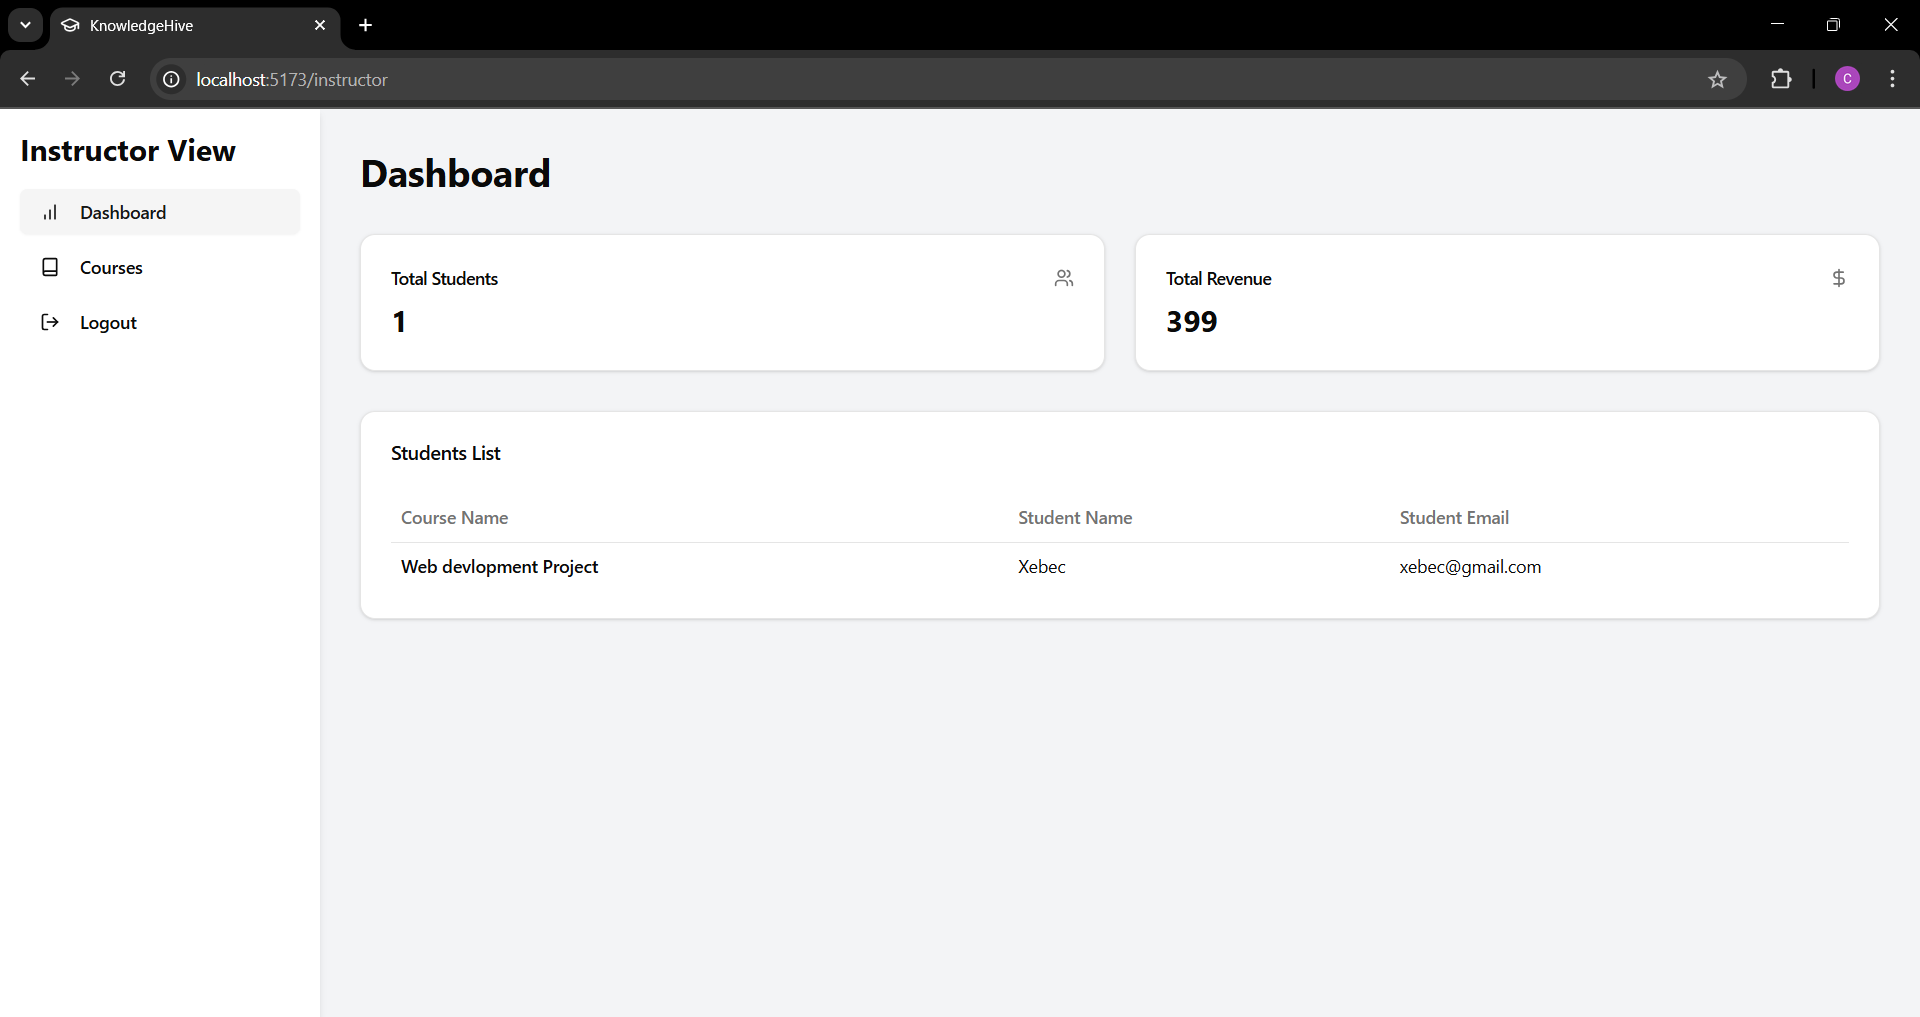 KnowledgeHive
localhost:5173/instructor
C
Instructor View
Dashboard
Courses
Logout
Dashboard
Total Students
1
Total Revenue
$
399
Students List
Course Name Student Name Student Email
Web devlopment Project Xebec xebec@gmail.com